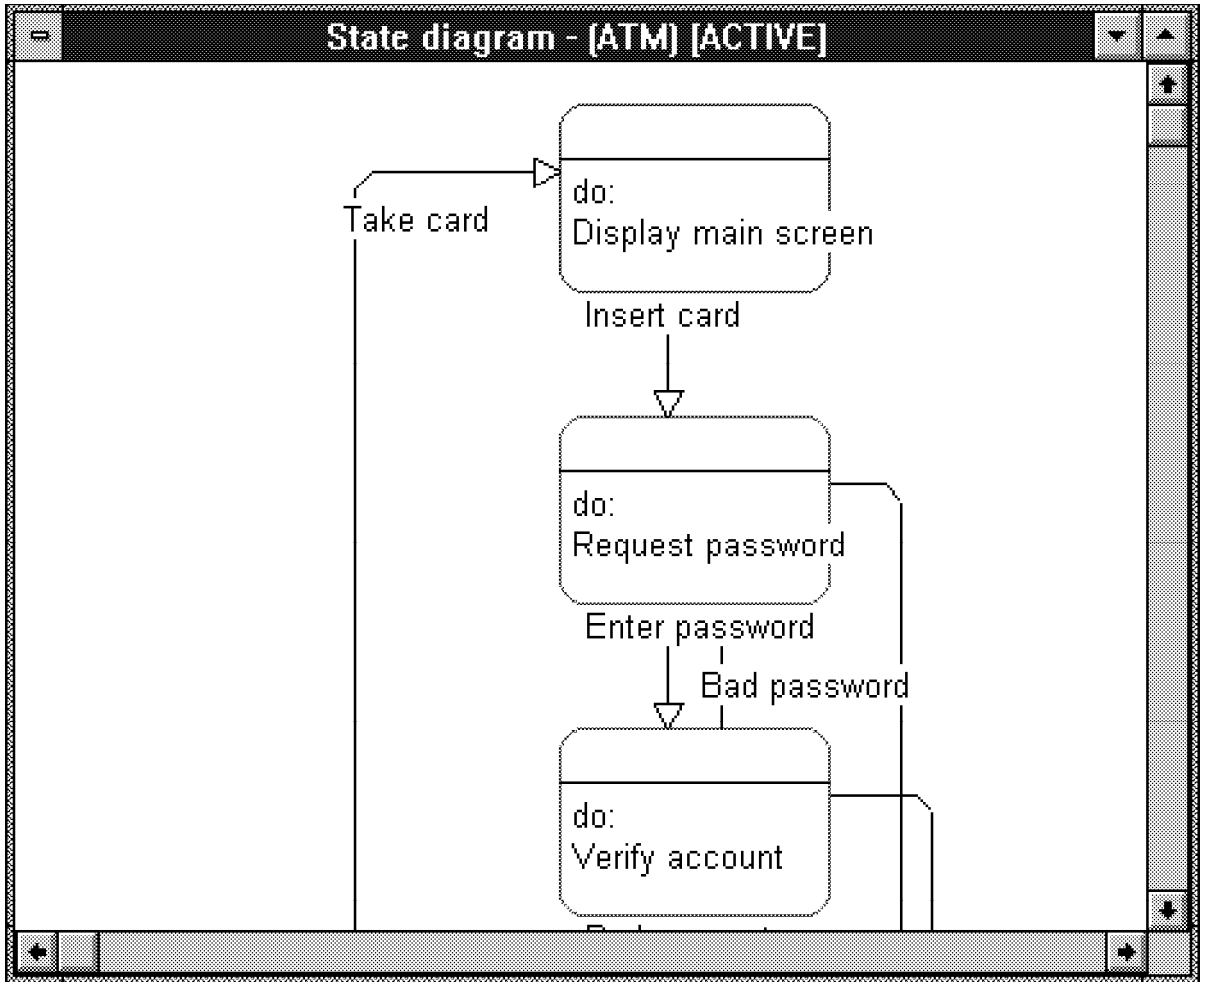 State diagram - (ATM) [ACTIVE]
do:
Display main screen
Take card
Insert card
do:
Request password
Enter password
Bad password
do:
Verify account